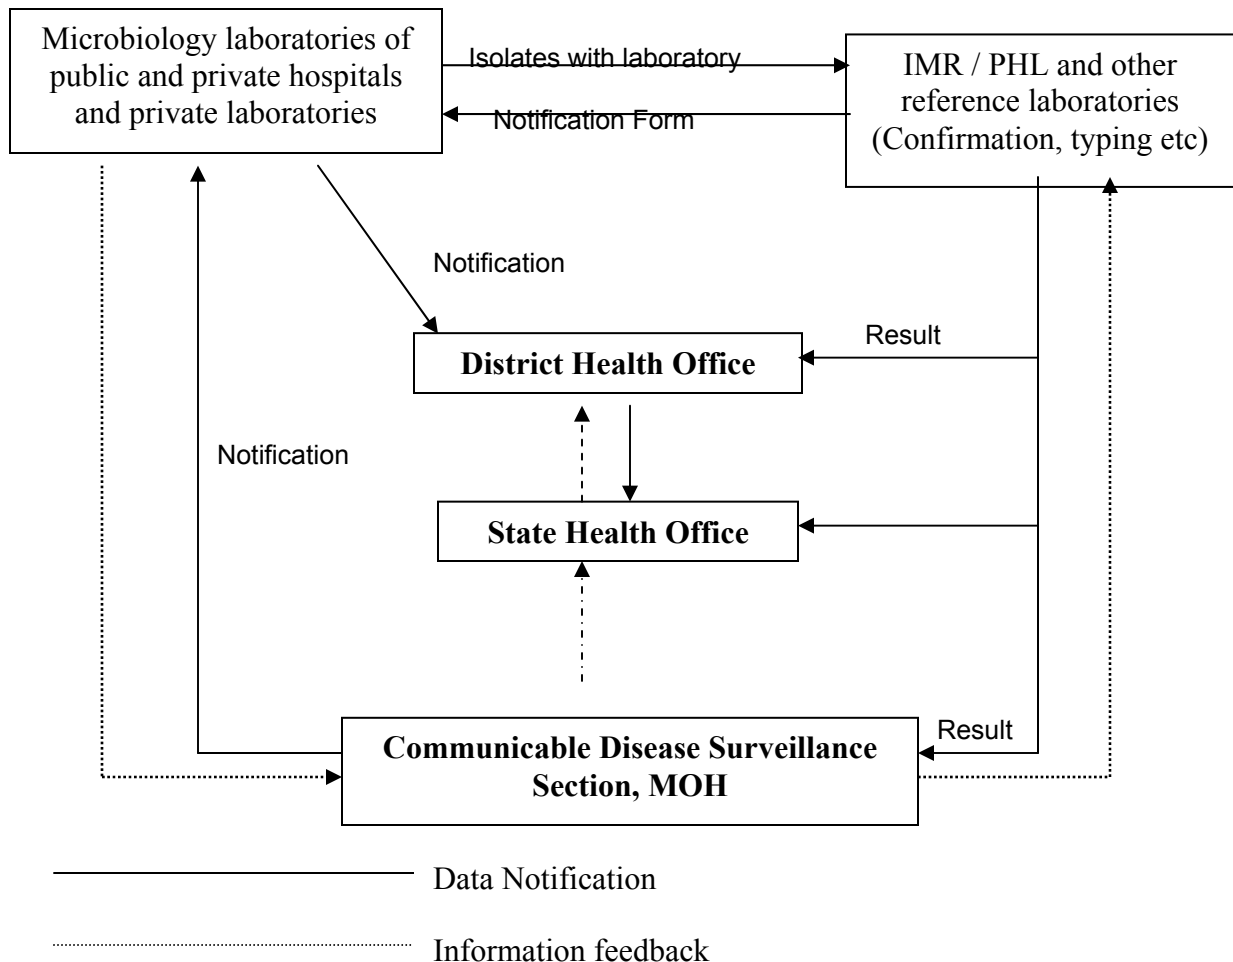 Microbiology laboratories of
public and private hospitals
and private laboratories
Isolates with laboratory
Notification Form
IMR / PHL and other
reference laboratories
(Confirmation, typing etc)
Notification
Result
District Health Office
Notification
State Health Office
Result
Communicable Disease Surveillance
Section, MOH
Data Notification
Information feedback